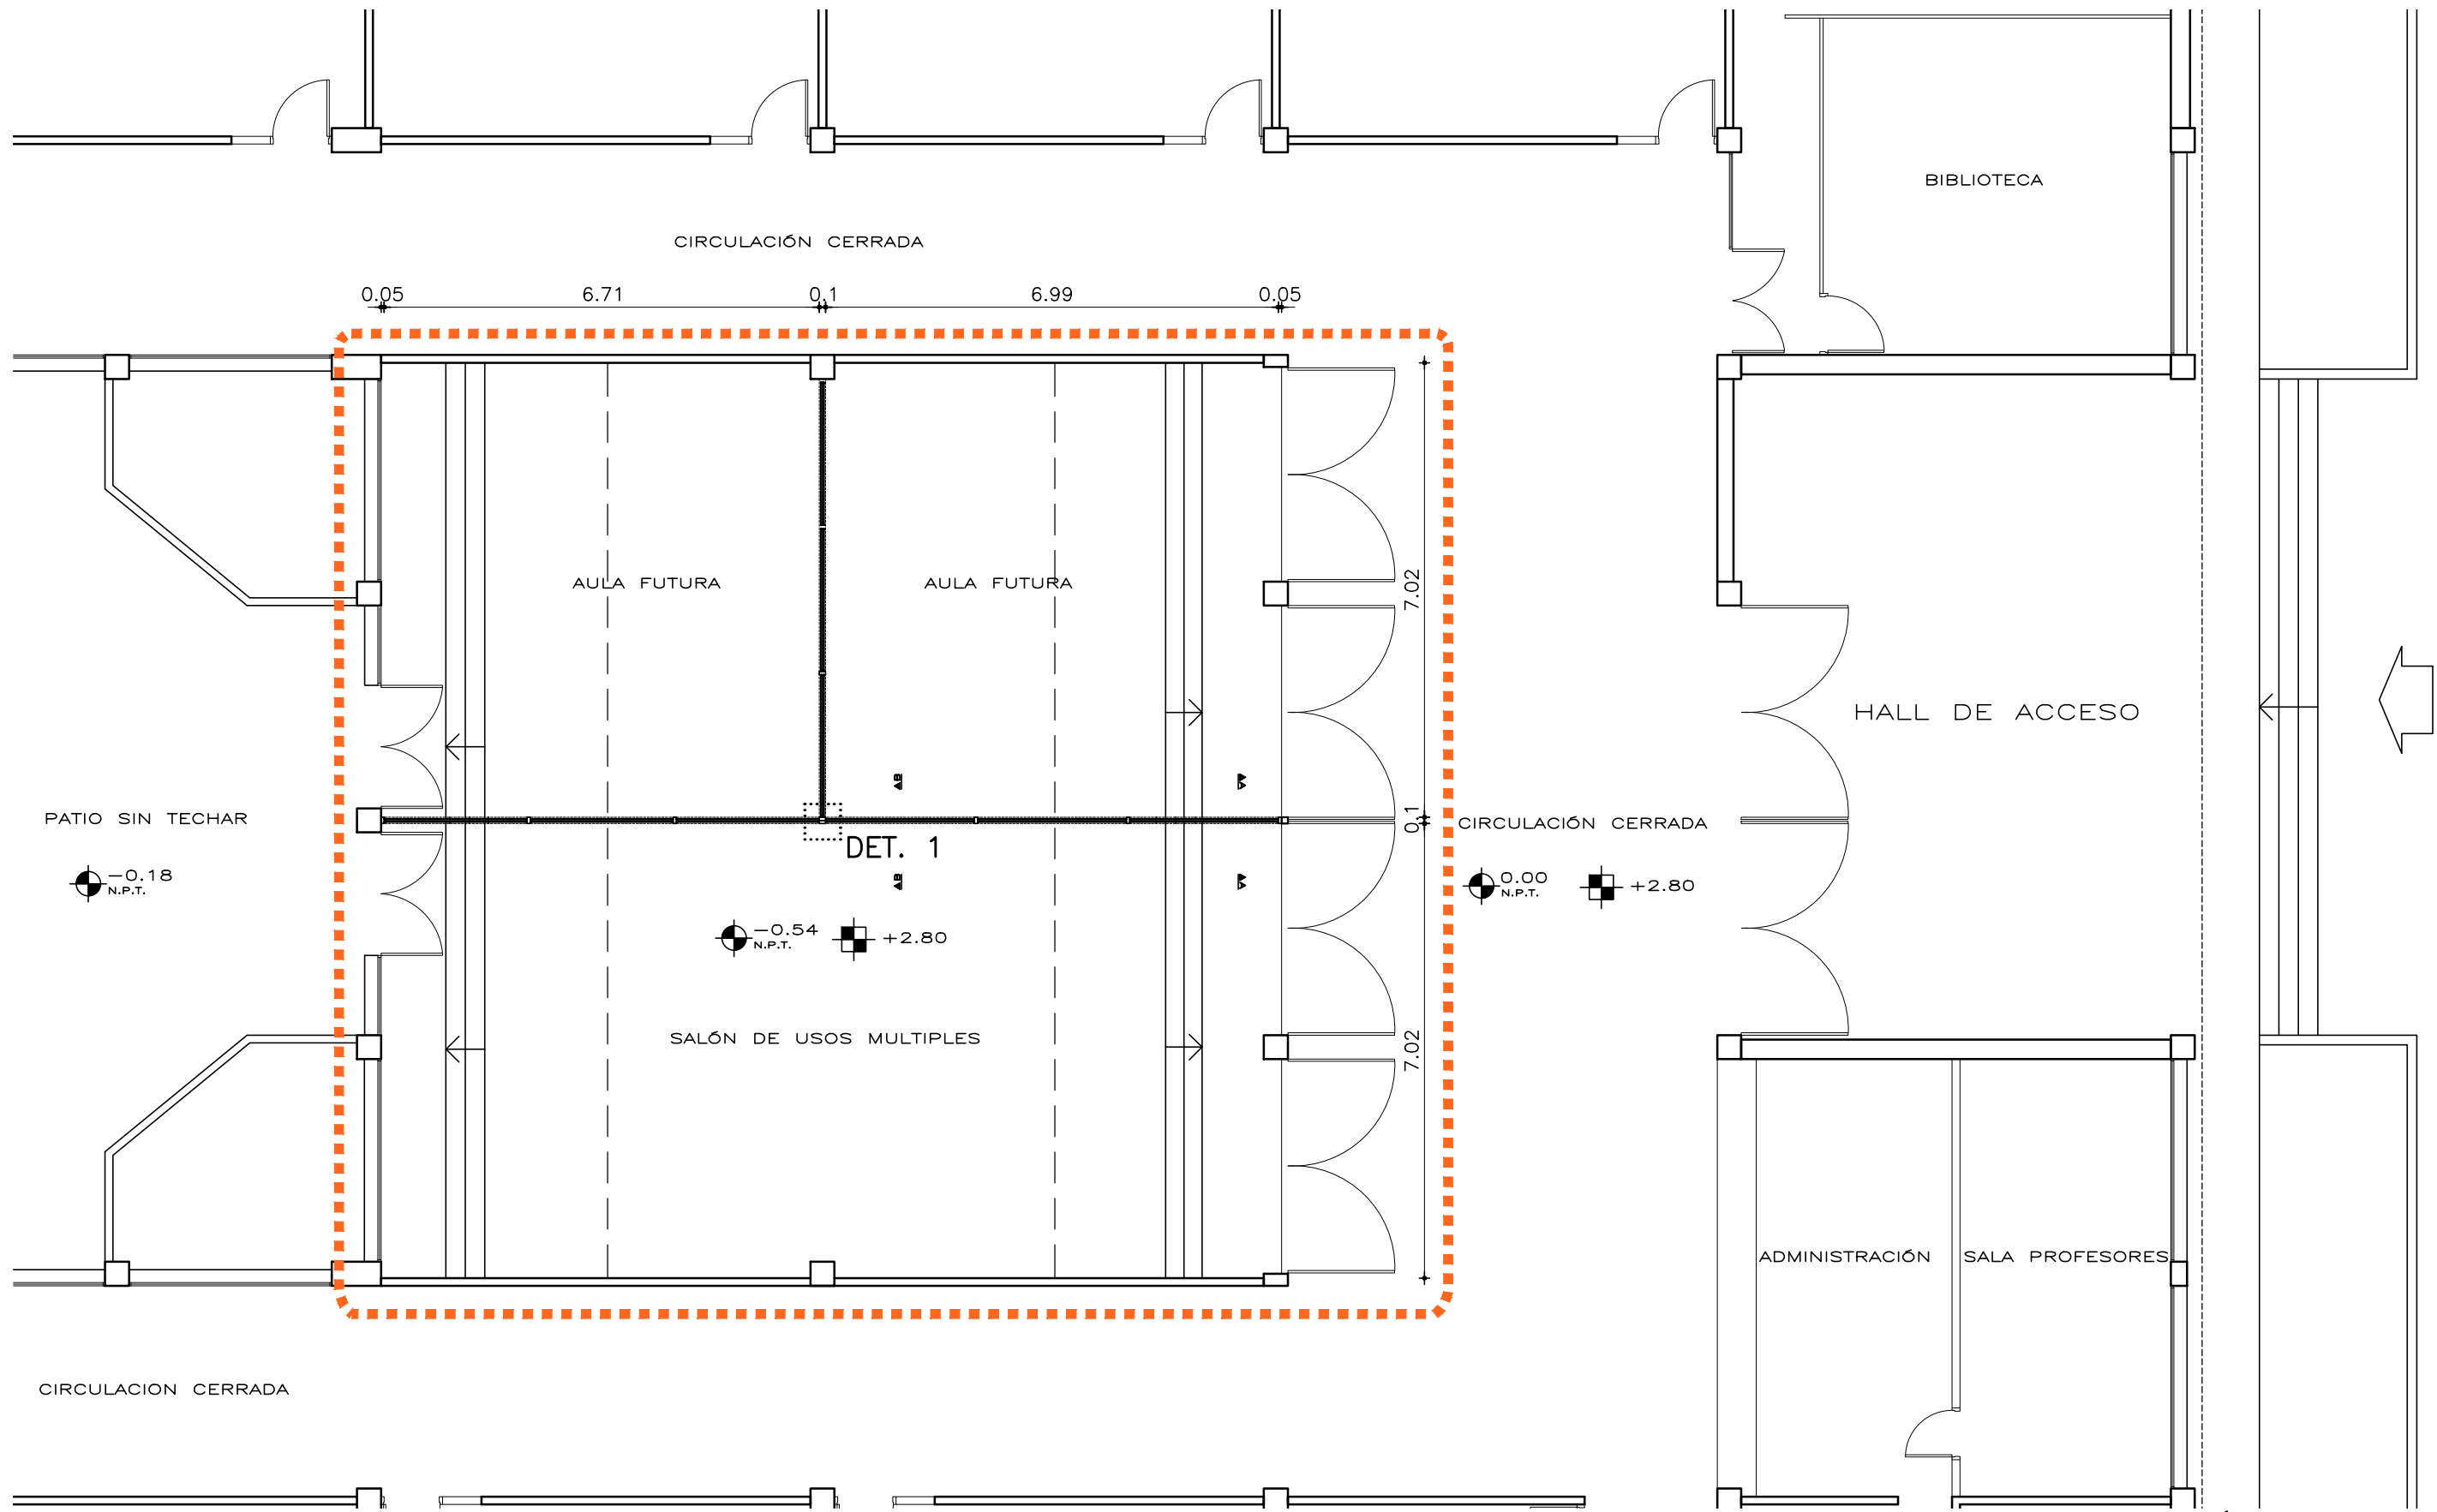 BIBLIOTECA
CIRCULACIÓN CERRADA
0.05 6.71 0.1 6.99 0.05
AULA FUTURA AULA FUTURA
7.02
HALL DE ACCESO
PATIO SIN TECHAR
0.1
CIRCULACIÓN CERRADA
DET. 1
-0.18
N.P.T.
0.00
N.P.T.
+2.80
-0.54
N.P.T.
+2.80
SALÓN DE USOS MULTIPLES
7.02
ADMINISTRACIÓN SALA PROFESORES
CIRCULACION CERRADA